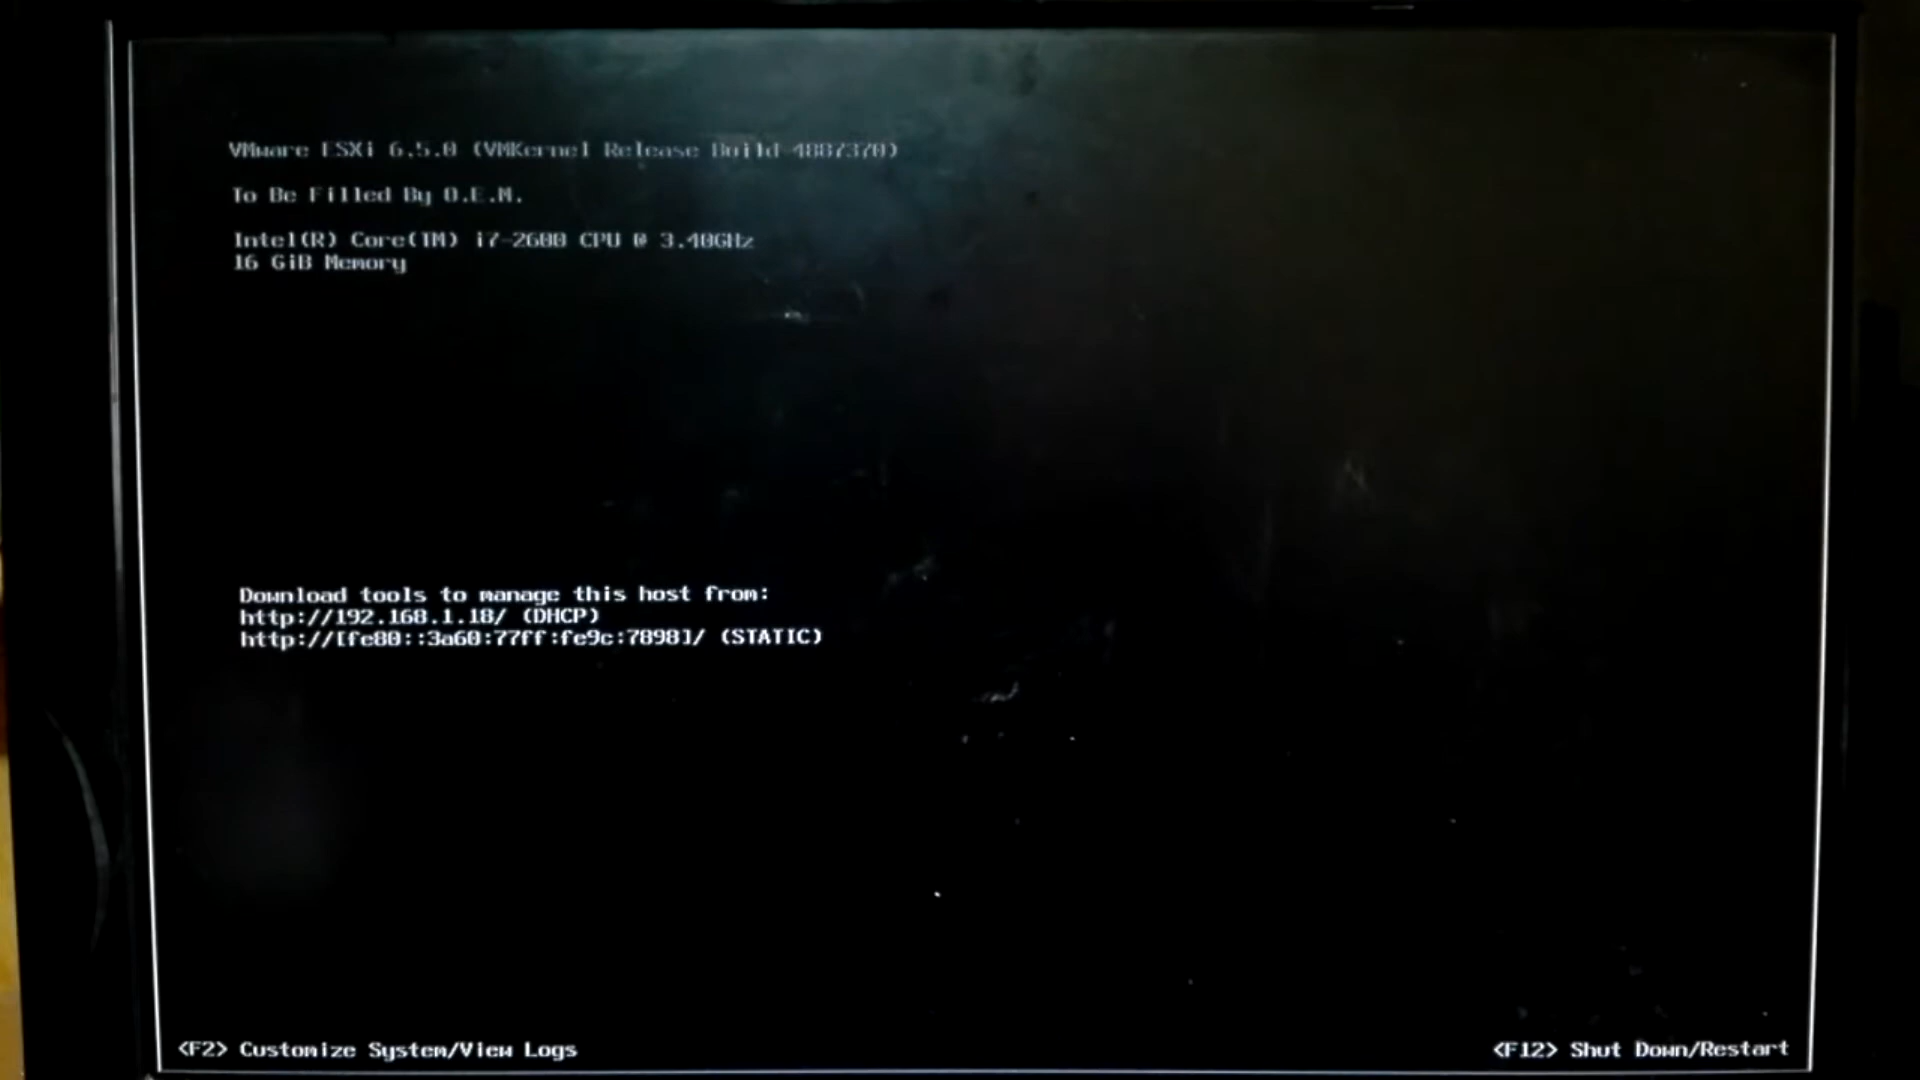 VMware ESXi 6.5.0 (VMKernel Release Build 4887370)
To Be Filled By O.E.M.
Intel(R) Core(TM) i7-2600 CPU @ 3.40GHz
16 GiB Memory
Download tools to manage this host from:
http://192.168.1.18/ (DHCP)
http://[fe80::3a60:77ff:fe9c:7898]/ (STATIC)
<F2> Customize System/View Logs
<F12> Shut Down/Restart